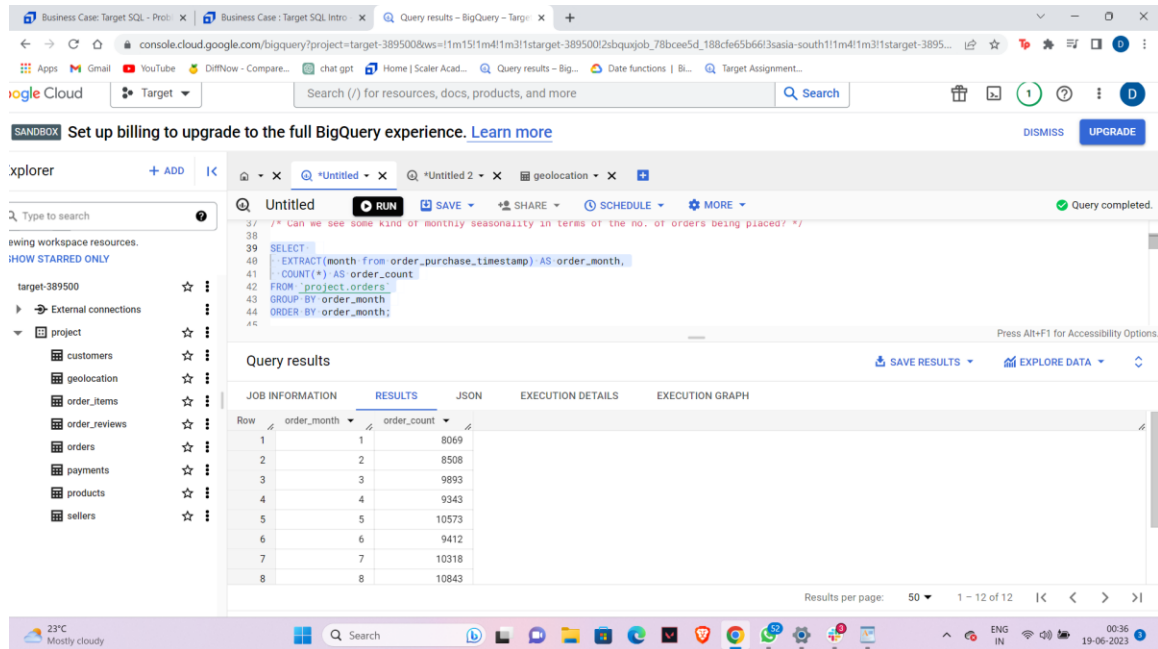 Business Case: Target SQL - Prob
Business Case : Target SQL Intro
Query results – BigQuery – Targe
console.cloud.google.com/bigquery?project=target-389500&ws=!1m15!1m4!1m3!1starget-389500!2sbquxjob_78bcee5d_188cfe65b66!3sasia-south1!1m4!1m3!1starget-3895...
Apps Gmail YouTube DiffNow - Compare... chat gpt Home | Scaler Acad... Query results – Big... Date functions | Bi... Target Assignment...
ogle Cloud Target Search (/) for resources, docs, products, and more Search 1 D
SANDBOX Set up billing to upgrade to the full BigQuery experience. Learn more DISMISS UPGRADE
xplorer + ADD
*Untitled *Untitled 2 geolocation
Type to search
Untitled RUN SAVE SHARE SCHEDULE MORE Query completed.
ewing workspace resources.
SHOW STARRED ONLY
target-389500
External connections
project
customers
geolocation
order_items
order_reviews
orders
payments
products
sellers
37 /* Can we see some kind of monthly seasonality in terms of the no. of orders being placed? */
38
39 SELECT
40 EXTRACT(month from order_purchase_timestamp) AS order_month,
41 COUNT(*) AS order_count
42 FROM `project.orders`
43 GROUP BY order_month
44 ORDER BY order_month;
45
Press Alt+F1 for Accessibility Options.
Query results SAVE RESULTS EXPLORE DATA
JOB INFORMATION RESULTS JSON EXECUTION DETAILS EXECUTION GRAPH
Row order_month order_count
1 1 8069
2 2 8508
3 3 9893
4 4 9343
5 5 10573
6 6 9412
7 7 10318
8 8 10843
Results per page: 50 1 – 12 of 12
23°C
Mostly cloudy
Search
52
3
ENG
IN
00:36
19-06-2023
3